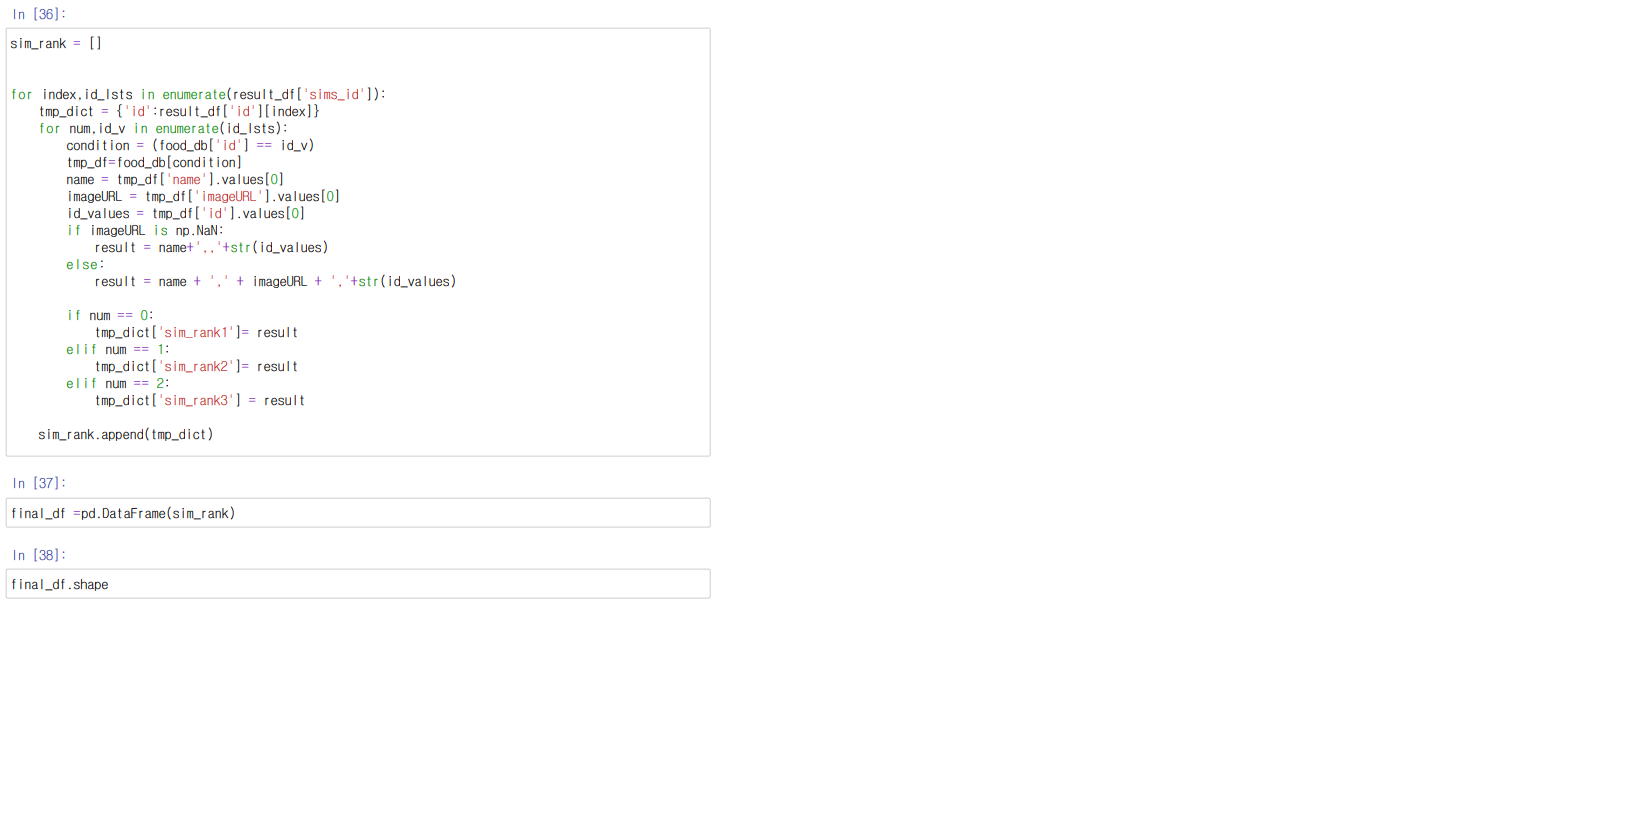 In [36]:
sim_rank = []
for index,id_lsts in enumerate(result_df['sims_id']):
    tmp_dict = {'id':result_df['id'][index]}
    for num,id_v in enumerate(id_lsts):
        condition = (food_db['id'] == id_v)
        tmp_df=food_db[condition]
        name = tmp_df['name'].values[0]
        imageURL = tmp_df['imageURL'].values[0]
        id_values = tmp_df['id'].values[0]
        if imageURL is np.NaN:
            result = name+',,'+str(id_values)
        else:
            result = name + ',' + imageURL + ','+str(id_values)
        if num == 0:
            tmp_dict['sim_rank1']= result
        elif num == 1:
            tmp_dict['sim_rank2']= result
        elif num == 2:
            tmp_dict['sim_rank3'] = result
    sim_rank.append(tmp_dict)
In [37]:
final_df =pd.DataFrame(sim_rank)
In [38]:
final_df.shape